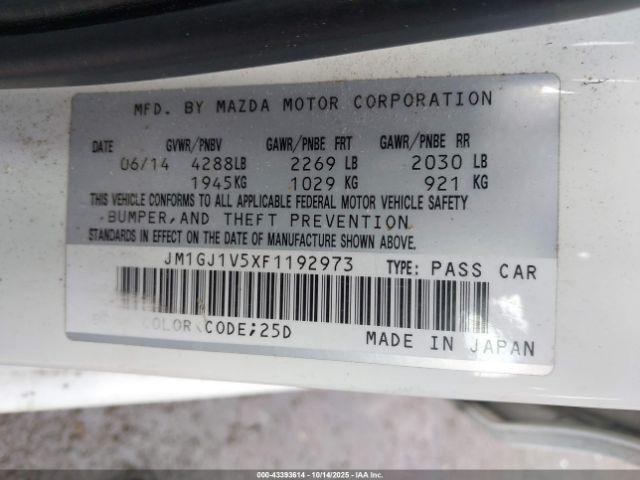 MFD. BY MAZDA MOTOR CORPORATION
DATE GVWR/PNBV GAWR/PNBE FRT GAWR/PNBE RR
06/14 4288LB 2269 LB 2030 LB
1945KG 1029 KG 921 KG
THIS VEHICLE CONFORMS TO ALL APPLICABLE FEDERAL MOTOR VEHICLE SAFETY
BUMPER,AND THEFT PREVENTION
STANDARDS IN EFFECT ON THE DATE OF MANUFACTURE SHOWN ABOVE.
JM1GJ1V5XF1192973 TYPE: PASS CAR
COLOR CODE;25D MADE IN JAPAN
000-43393614 - 10/14/2025 - IAAI.com